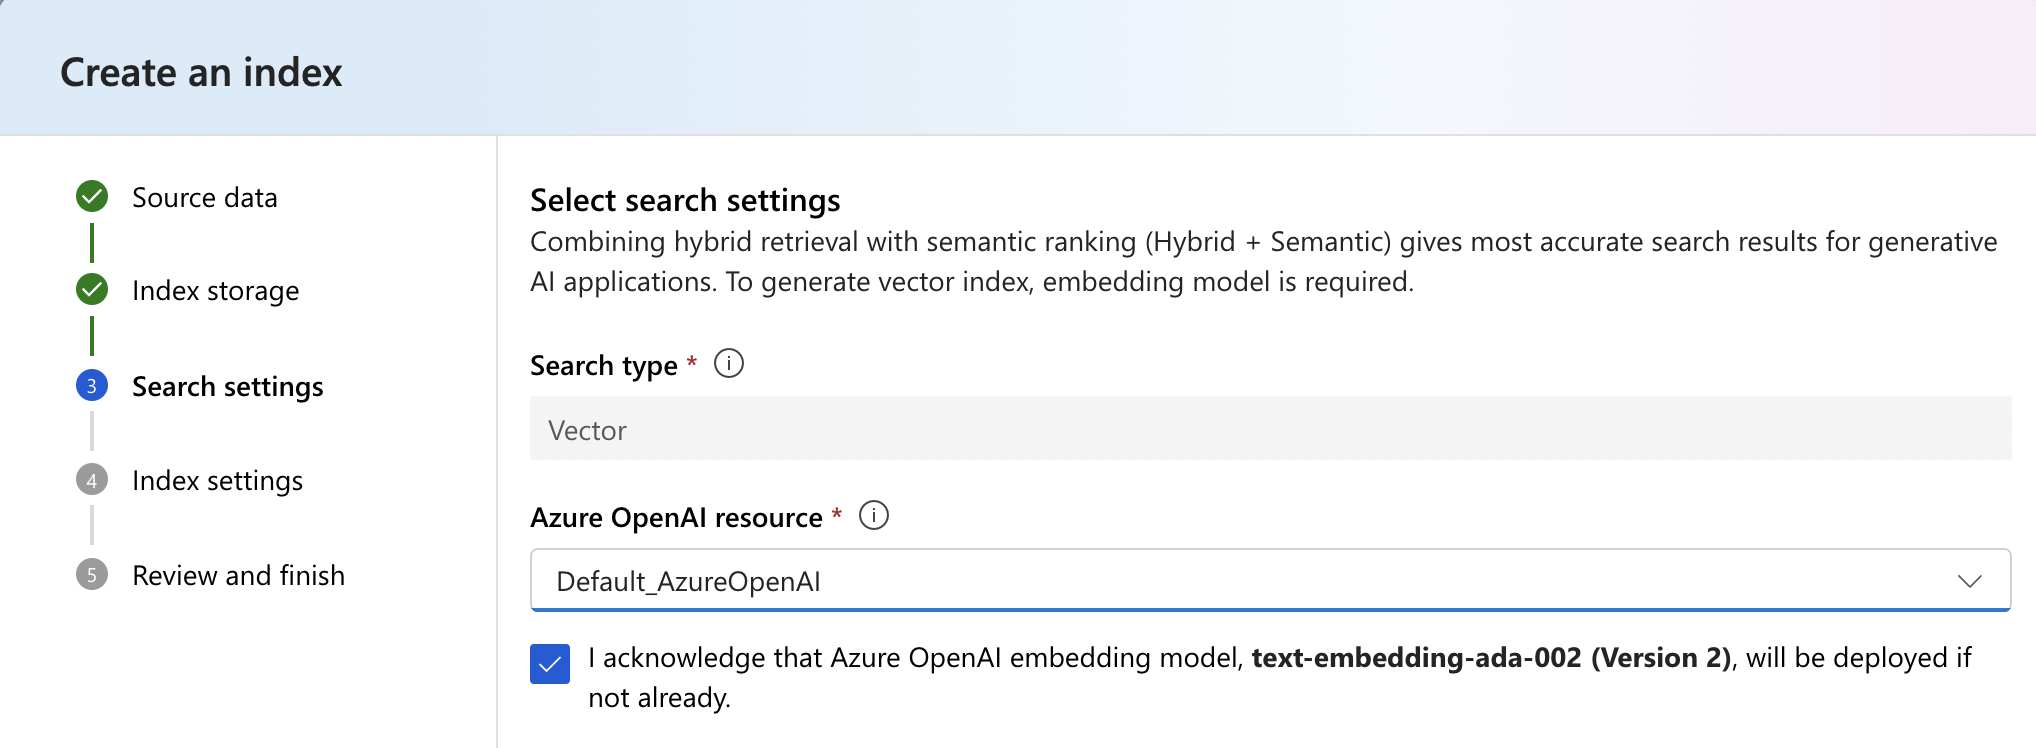 Create an index
Source data
Index storage
3 Search settings
4 Index settings
5 Review and finish
Select search settings
Combining hybrid retrieval with semantic ranking (Hybrid + Semantic) gives most accurate search results for generative
AI applications. To generate vector index, embedding model is required.
Search type *
Vector
Azure OpenAI resource *
Default_AzureOpenAI
I acknowledge that Azure OpenAI embedding model, text-embedding-ada-002 (Version 2), will be deployed if
not already.